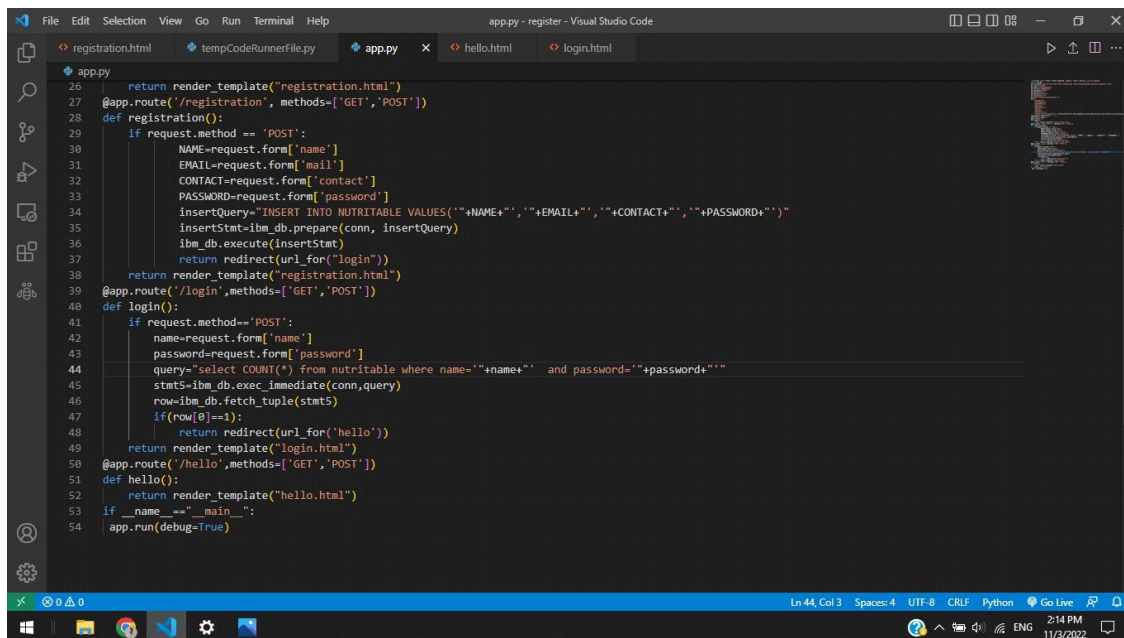 File Edit Selection View Go Run Terminal Help app.py - register - Visual Studio Code
registration.html tempCodeRunnerFile.py app.py hello.html login.html
app.py
26 return render_template("registration.html")
27 @app.route('/registration', methods=['GET','POST'])
28 def registration():
29 if request.method == 'POST':
30 NAME=request.form['name']
31 EMAIL=request.form['mail']
32 CONTACT=request.form['contact']
33 PASSWORD=request.form['password']
34 insertQuery="INSERT INTO NUTRITABLE VALUES('"+NAME+"','"+EMAIL+"','"+CONTACT+"','"+PASSWORD+"')"
35 insertStmt=ibm_db.prepare(conn, insertQuery)
36 ibm_db.execute(insertStmt)
37 return redirect(url_for("login"))
38 return render_template("registration.html")
39 @app.route('/login',methods=['GET','POST'])
40 def login():
41 if request.method=='POST':
42 name=request.form['name']
43 password=request.form['password']
44 query="select COUNT(*) from nutritable where name='"+name+"'  and password='"+password+"'"
45 stmt5=ibm_db.exec_immediate(conn,query)
46 row=ibm_db.fetch_tuple(stmt5)
47 if(row[0]==1):
48 return redirect(url_for('hello'))
49 return render_template("login.html")
50 @app.route('/hello',methods=['GET','POST'])
51 def hello():
52 return render_template("hello.html")
53 if __name__=="__main__":
54 app.run(debug=True)
0 0 Ln 44, Col 3 Spaces: 4 UTF-8 CRLF Python Go Live
ENG 2:14 PM
11/3/2022